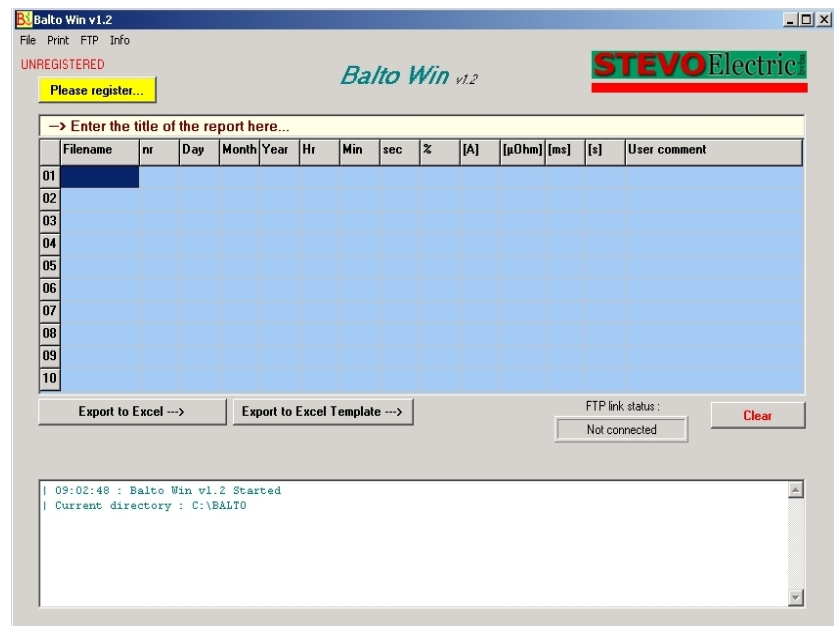 Balto Win v1.2
File Print FTP Info
UNREGISTERED
Please register...
Balto Win v1.2
STEVO Electric bvba
--> Enter the title of the report here...
Filename nr Day Month Year Hr Min sec % [A] [µOhm] [ms] [s] User comment
01
02
03
04
05
06
07
08
09
10
Export to Excel ---> Export to Excel Template --->
FTP link status :
Not connected
Clear
| 09:02:48 : Balto Win v1.2 Started
| Current directory : C:\BALTO